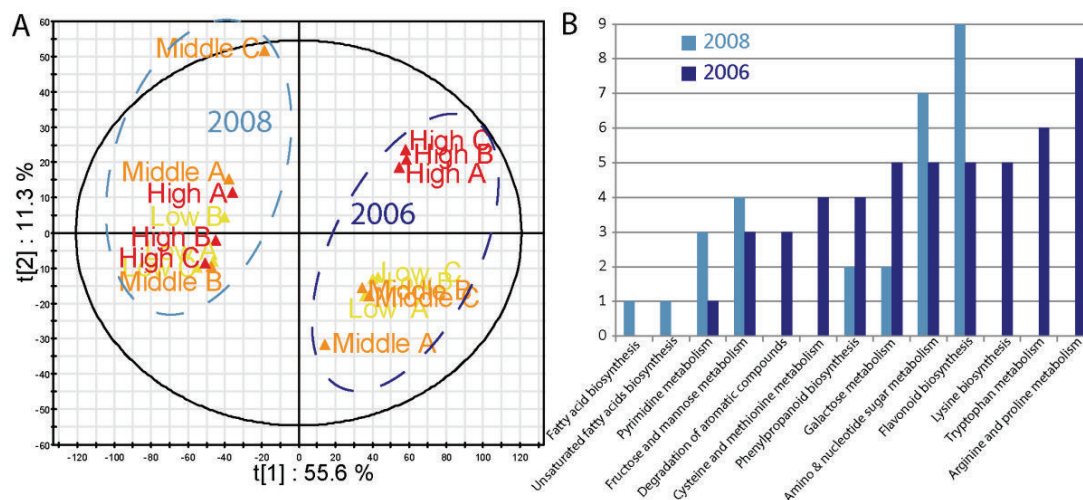 A
60
50
40
30
20
10
0
-10
-20
-30
-40
-50
-60
t[2] : 11.3 %
-120 -100 -80 -60 -40 -20 0 20 40 60 80 100 120
t[1] : 55.6 %
Middle C
2008
Middle A
High A
Low B
High B
High C
Middle B
High C
High B
High A
2006
Low C
Middle B
Middle C
Low A
Middle A
B
2008
2006
9
8
7
6
5
4
3
2
1
0
Fatty acid biosynthesis
Unsaturated fatty acids biosynthesis
Pyrimidine metabolism
Fructose and mannose metabolism
Degradation of aromatic compounds
Cysteine and methionine metabolism
Phenylpropanoid biosynthesis
Galactose metabolism
Amino & nucleotide sugar metabolism
Flavonoid biosynthesis
Lysine biosynthesis
Tryptophan metabolism
Arginine and proline metabolism